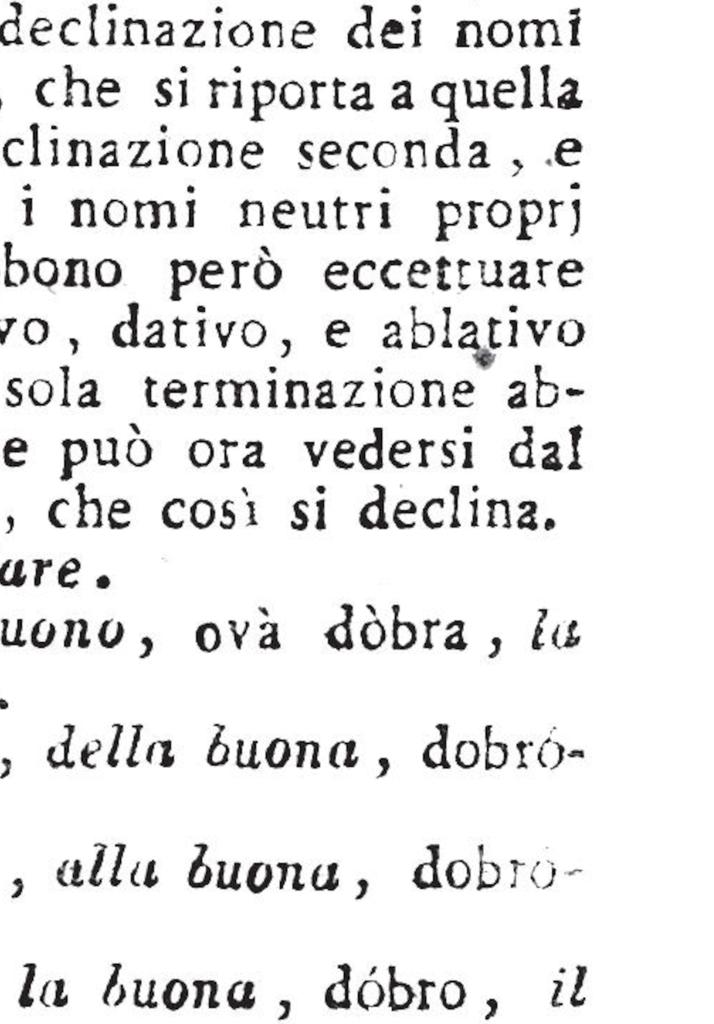 declinazione dei nomi
, che si riporta a quella
clinazione seconda, e
i nomi neutri proprj
bono però eccettuare
vo, dativo, e ablativo
sola terminazione ab-
e può ora vedersi dal
, che così si declina.
are.
uono, ovà dòbra, la
.
, della buona, dobró-
, alla buona, dobro-
la buona, dóbro, il